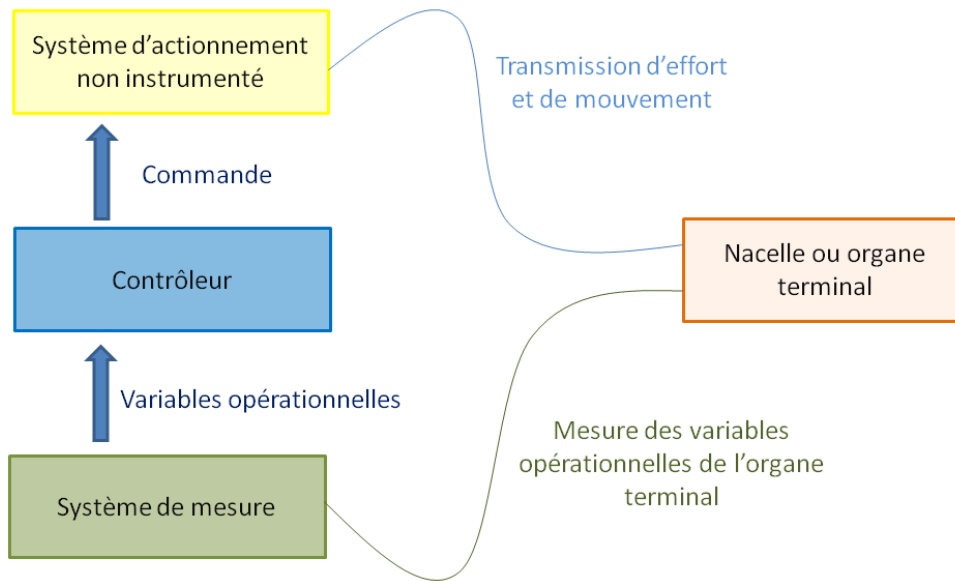 Système d'actionnement
non instrumenté
Transmission d'effort
et de mouvement
Commande
Nacelle ou organe
terminal
Contrôleur
Variables opérationnelles
Mesure des variables
opérationnelles de l'organe
terminal
Système de mesure